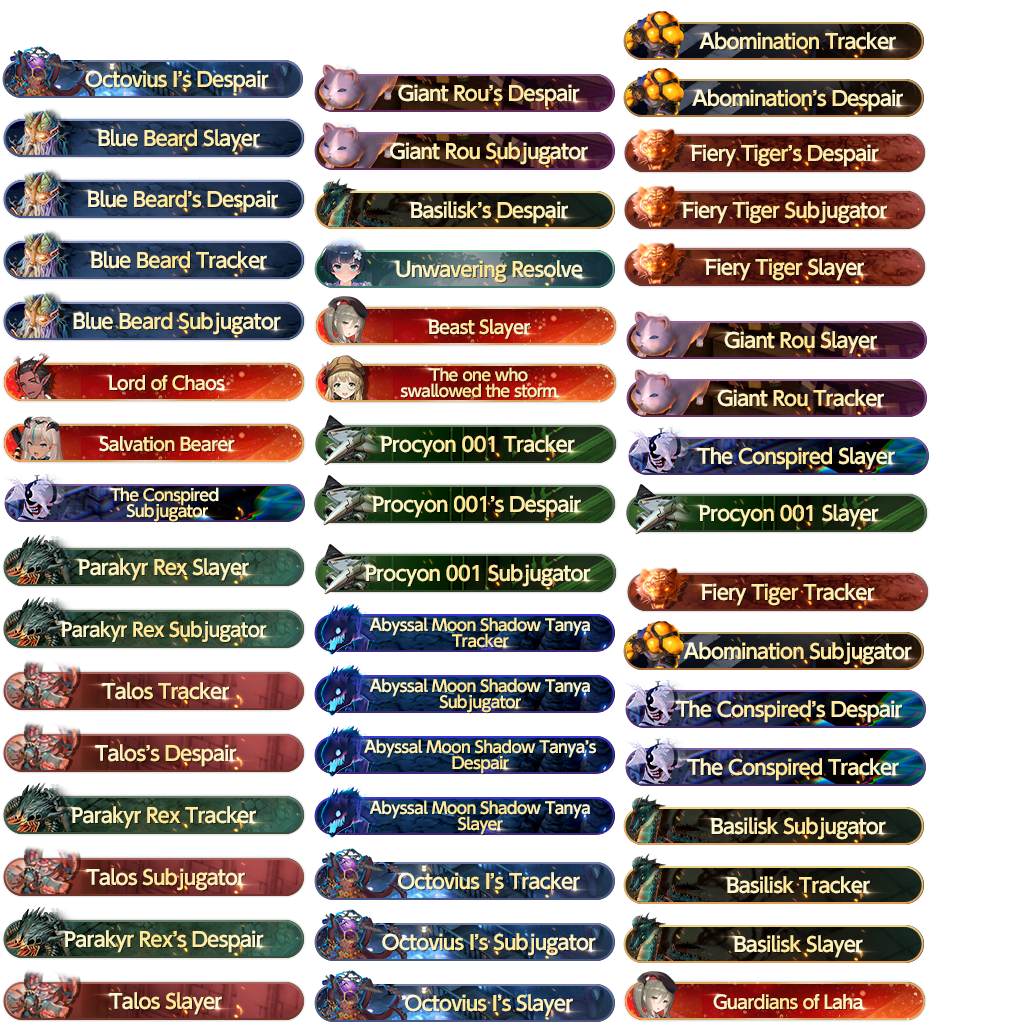 Octovius I's Despair
Blue Beard Slayer
Blue Beard's Despair
Blue Beard Tracker
Blue Beard Subjugator
Lord of Chaos
Salvation Bearer
The Conspired
Subjugator
Parakyr Rex Slayer
Parakyr Rex Subjugator
Talos Tracker
Talos's Despair
Parakyr Rex Tracker
Talos Subjugator
Parakyr Rex's Despair
Talos Slayer
Giant Rou's Despair
Giant Rou Subjugator
Basilisk's Despair
Unwavering Resolve
Beast Slayer
The one who
swallowed the storm
Procyon 001 Tracker
Procyon 001's Despair
Procyon 001 Subjugator
Abyssal Moon Shadow Tanya
Tracker
Abyssal Moon Shadow Tanya
Subjugator
Abyssal Moon Shadow Tanya's
Despair
Abyssal Moon Shadow Tanya
Slayer
Octovius I's Tracker
Octovius I's Subjugator
Octovius I's Slayer
Abomination Tracker
Abomination's Despair
Fiery Tiger's Despair
Fiery Tiger Subjugator
Fiery Tiger Slayer
Giant Rou Slayer
Giant Rou Tracker
The Conspired Slayer
Procyon 001 Slayer
Fiery Tiger Tracker
Abomination Subjugator
The Conspired's Despair
The Conspired Tracker
Basilisk Subjugator
Basilisk Tracker
Basilisk Slayer
Guardians of Laha